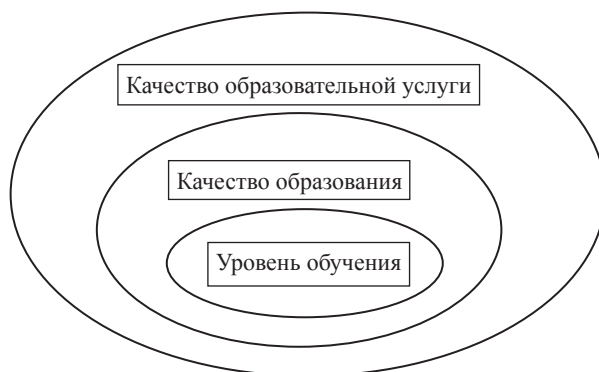 Качество образовательной услуги
Качество образования
Уровень обучения